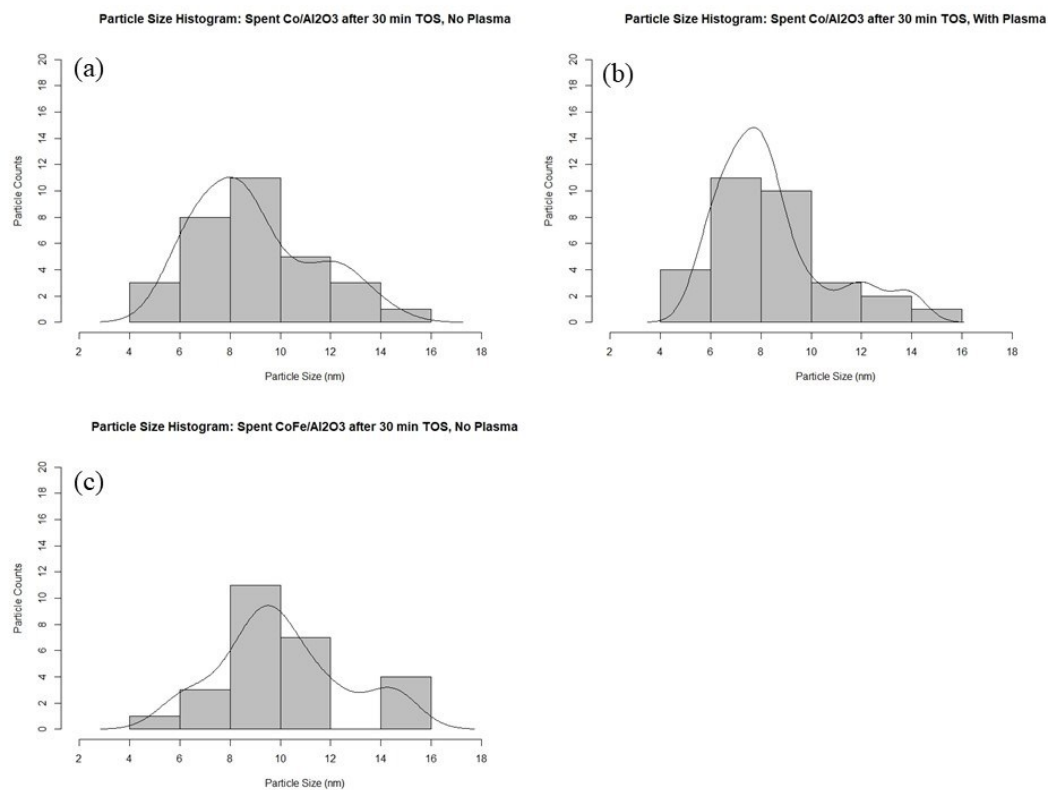 Particle Size Histogram: Spent Co/Al2O3 after 30 min TOS, No Plasma
(a)
20
18
16
14
12
10
8
6
4
2
0
Particle Counts
2 4 6 8 10 12 14 16 18
Particle Size (nm)
Particle Size Histogram: Spent Co/Al2O3 after 30 min TOS, With Plasma
(b)
20
18
16
14
12
10
8
6
4
2
0
Particle Counts
2 4 6 8 10 12 14 16 18
Particle Size (nm)
Particle Size Histogram: Spent CoFe/Al2O3 after 30 min TOS, No Plasma
(c)
20
18
16
14
12
10
8
6
4
2
0
Particle Counts
2 4 6 8 10 12 14 16 18
Particle Size (nm)